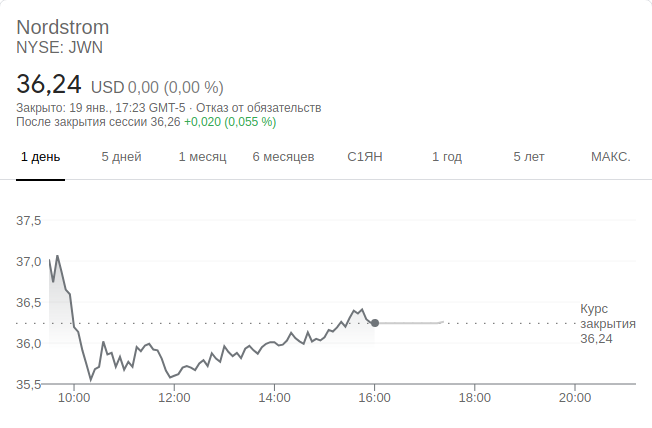 Nordstrom
NYSE: JWN
36,24 USD 0,00 (0,00 %)
Закрыто: 19 янв., 17:23 GMT-5 · Отказ от обязательств
После закрытия сессии 36,26 +0,020 (0,055 %)
1 день 5 дней 1 месяц 6 месяцев С1ЯН 1 год 5 лет МАКС.
37,5
37,0
36,5
Курс
закрытия
36,24
36,0
35,5
10:00 12:00 14:00 16:00 18:00 20:00